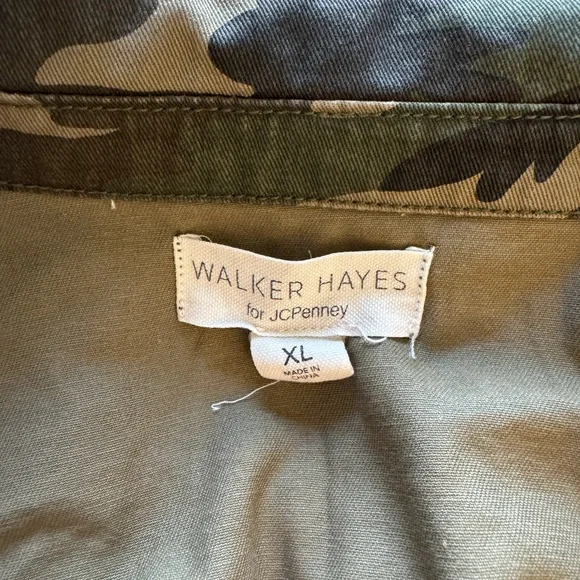 WALKER HAYES
for JCPenney
XL
MADE IN
CHINA